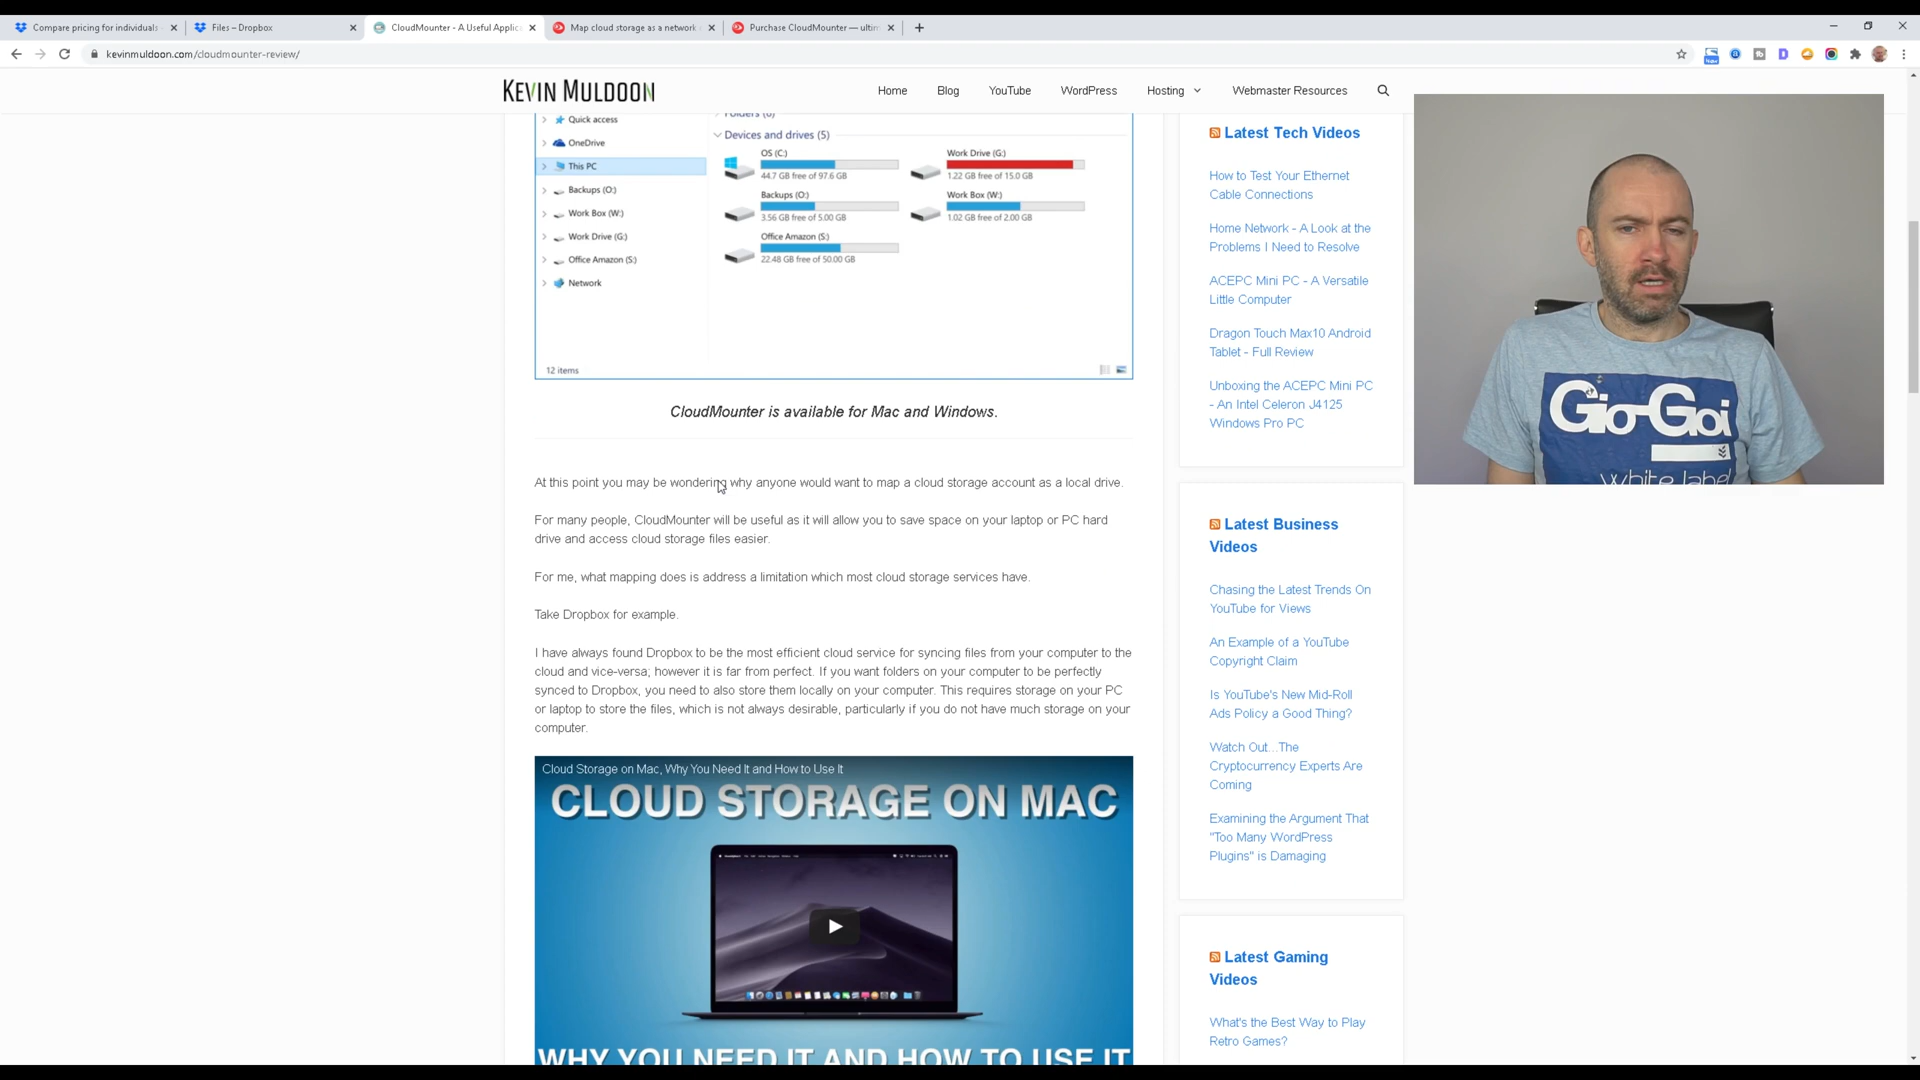 Compare pricing for individuals
Files – Dropbox
CloudMounter - A Useful Applic
Map cloud storage as a network
Purchase CloudMounter — ultim
kevinmuldoon.com/cloudmounter-review/
KEVIN MULDOON
Home
Blog
YouTube
WordPress
Hosting
Webmaster Resources
Quick access
OneDrive
This PC
Backups (O:)
Work Box (W:)
Work Drive (G:)
Office Amazon (S:)
Network
Folders (6)
Devices and drives (5)
OS (C:)
44.7 GB free of 97.6 GB
Work Drive (G:)
1.22 GB free of 15.0 GB
Backups (O:)
3.56 GB free of 5.00 GB
Work Box (W:)
1.02 GB free of 2.00 GB
Office Amazon (S:)
22.48 GB free of 50.00 GB
12 items
CloudMounter is available for Mac and Windows.
At this point you may be wondering why anyone would want to map a cloud storage account as a local drive.
For many people, CloudMounter will be useful as it will allow you to save space on your laptop or PC hard
drive and access cloud storage files easier.
For me, what mapping does is address a limitation which most cloud storage services have.
Take Dropbox for example.
I have always found Dropbox to be the most efficient cloud service for syncing files from your computer to the
cloud and vice-versa; however it is far from perfect. If you want folders on your computer to be perfectly
synced to Dropbox, you need to also store them locally on your computer. This requires storage on your PC
or laptop to store the files, which is not always desirable, particularly if you do not have much storage on your
computer.
Cloud Storage on Mac, Why You Need It and How to Use It
CLOUD STORAGE ON MAC
WHY YOU NEED IT AND HOW TO USE IT
Latest Tech Videos
How to Test Your Ethernet
Cable Connections
Home Network - A Look at the
Problems I Need to Resolve
ACEPC Mini PC - A Versatile
Little Computer
Dragon Touch Max10 Android
Tablet - Full Review
Unboxing the ACEPC Mini PC
- An Intel Celeron J4125
Windows Pro PC
Latest Business
Videos
Chasing the Latest Trends On
YouTube for Views
An Example of a YouTube
Copyright Claim
Is YouTube's New Mid-Roll
Ads Policy a Good Thing?
Watch Out...The
Cryptocurrency Experts Are
Coming
Examining the Argument That
"Too Many WordPress
Plugins" is Damaging
Latest Gaming
Videos
What's the Best Way to Play
Retro Games?
Gio-Goi
white label